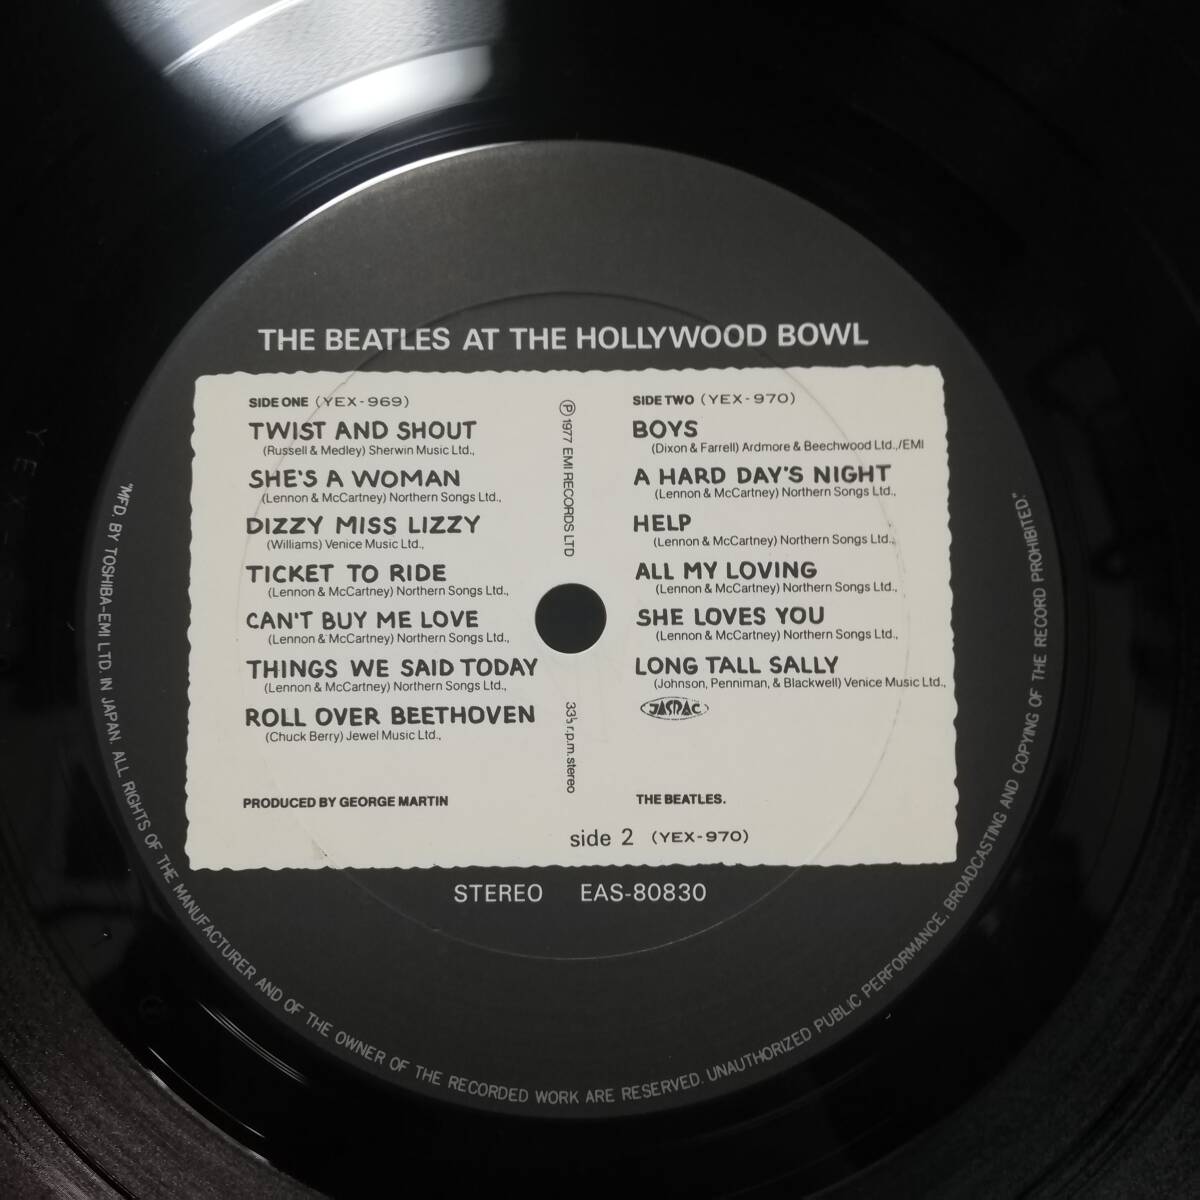 THE BEATLES AT THE HOLLYWOOD BOWL
SIDE ONE (YEX-969)
TWIST AND SHOUT
(Russell & Medley) Sherwin Music Ltd.,
SHE'S A WOMAN
(Lennon & McCartney) Northern Songs Ltd.,
DIZZY MISS LIZZY
(Williams) Venice Music Ltd.,
TICKET TO RIDE
(Lennon & McCartney) Northern Songs Ltd.,
CAN'T BUY ME LOVE
(Lennon & McCartney) Northern Songs Ltd.,
THINGS WE SAID TODAY
(Lennon & McCartney) Northern Songs Ltd.,
ROLL OVER BEETHOVEN
(Chuck Berry) Jewel Music Ltd.,
PRODUCED BY GEORGE MARTIN
Ⓟ1977 EMI RECORDS LTD
33⅓ r.p.m. stereo
SIDE TWO (YEX-970)
BOYS
(Dixon & Farrell) Ardmore & Beechwood Ltd.,/EMI
A HARD DAY'S NIGHT
(Lennon & McCartney) Northern Songs Ltd.,
HELP
(Lennon & McCartney) Northern Songs Ltd.,
ALL MY LOVING
(Lennon & McCartney) Northern Songs Ltd.,
SHE LOVES YOU
(Lennon & McCartney) Northern Songs Ltd.,
LONG TALL SALLY
(Johnson, Penniman, & Blackwell) Venice Music Ltd.,
JASRAC
THE BEATLES.
side 2 (YEX-970)
STEREO EAS-80830
"MFD. BY TOSHIBA-EMI LTD. IN JAPAN. ALL RIGHTS OF THE MANUFACTURER AND OF THE OWNER OF THE RECORDED WORK ARE RESERVED. UNAUTHORIZED PUBLIC PERFORMANCE, BROADCASTING AND COPYING OF THE RECORD PROHIBITED."